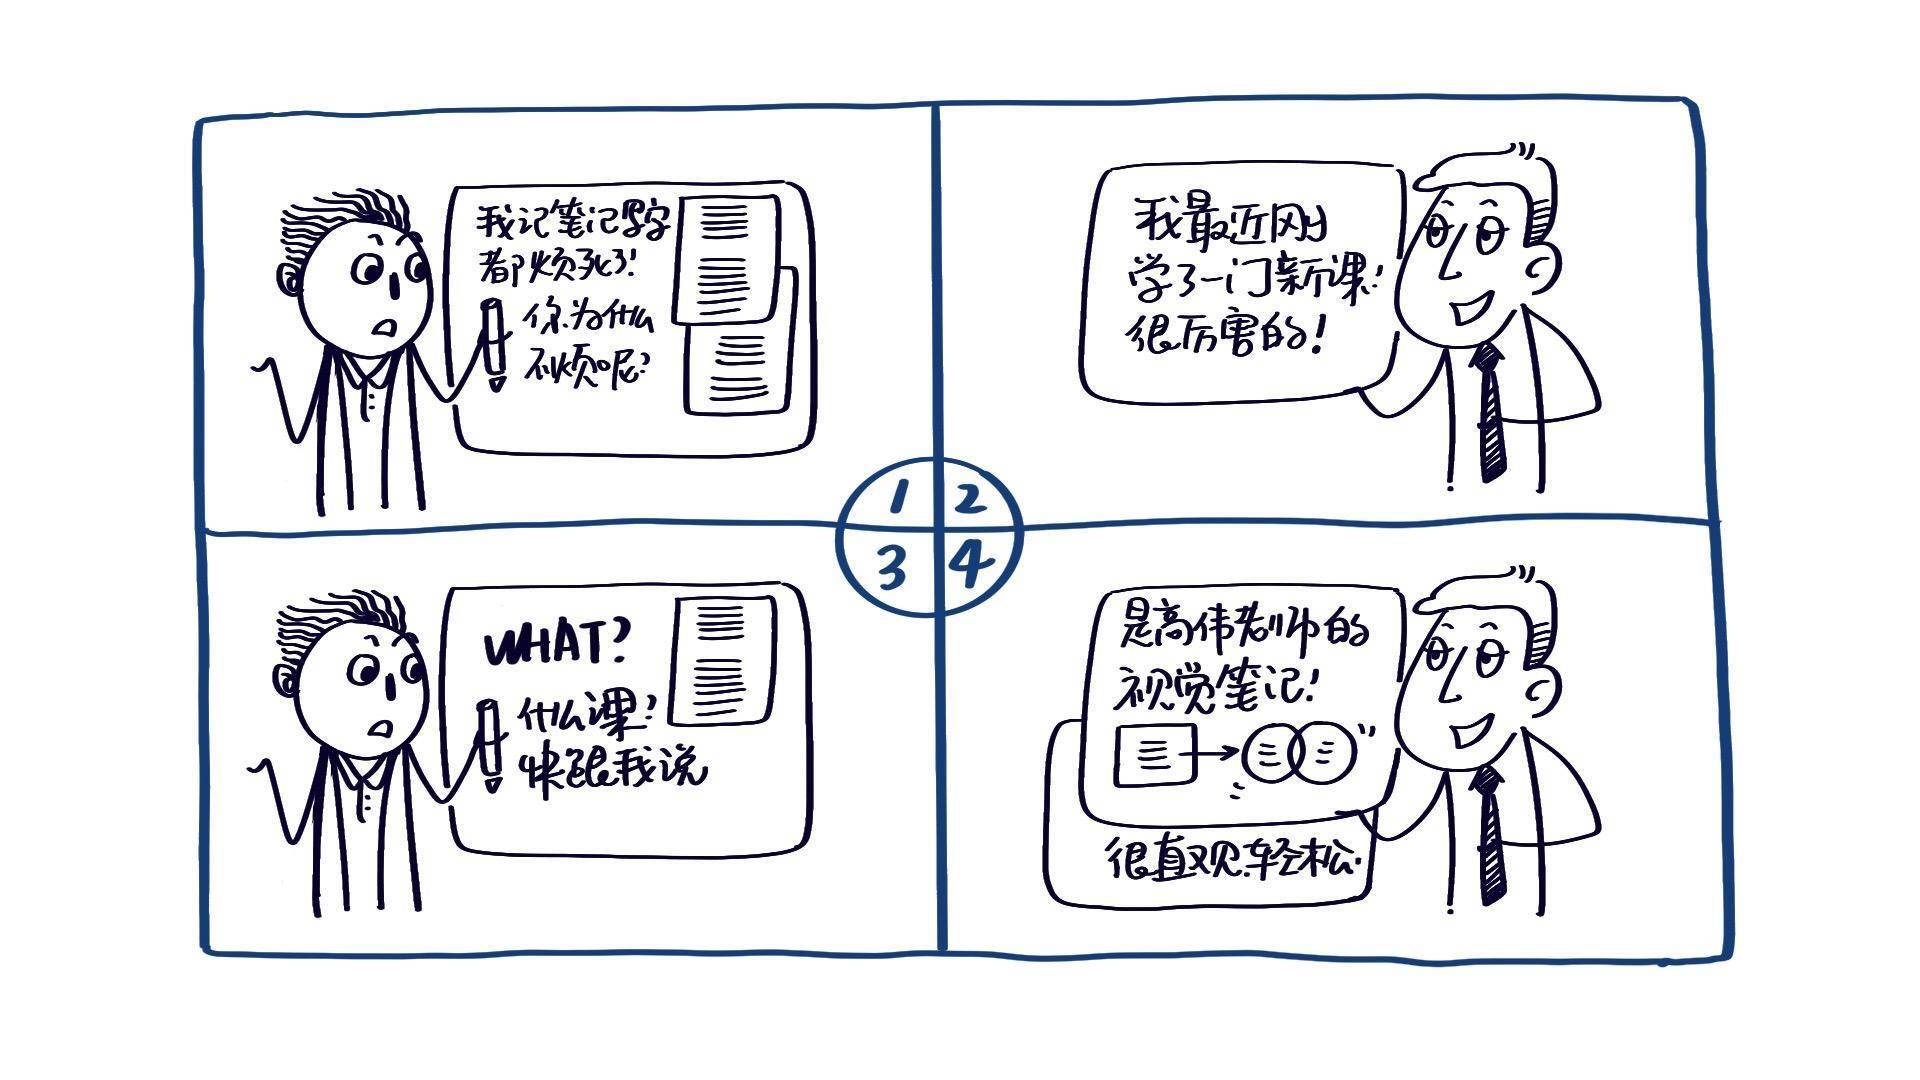 我记笔记写字
都烦死了!
你为什么
不烦呢?
我最近刚
学了一门新课!
很厉害的!
1
2
3
4
WHAT?
什么课?
快跟我说
是高伟老师的
视觉笔记!
很直观.轻松.